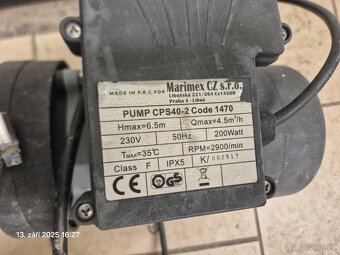 MADE IN P.R.C FOR
Marimex CZ s.r.o.
Libušská 221/264 Cz14200
Praha 4 - Libuš
PUMP CPS40-2 Code 1470
Hmax=6.5m Qmax=4.5m³/h
230V 50Hz 200Watt
TMAX=35℃ RPM=2900/min
Class F IPX5 K/ 002517
CE GS
13. září 2025 16:27